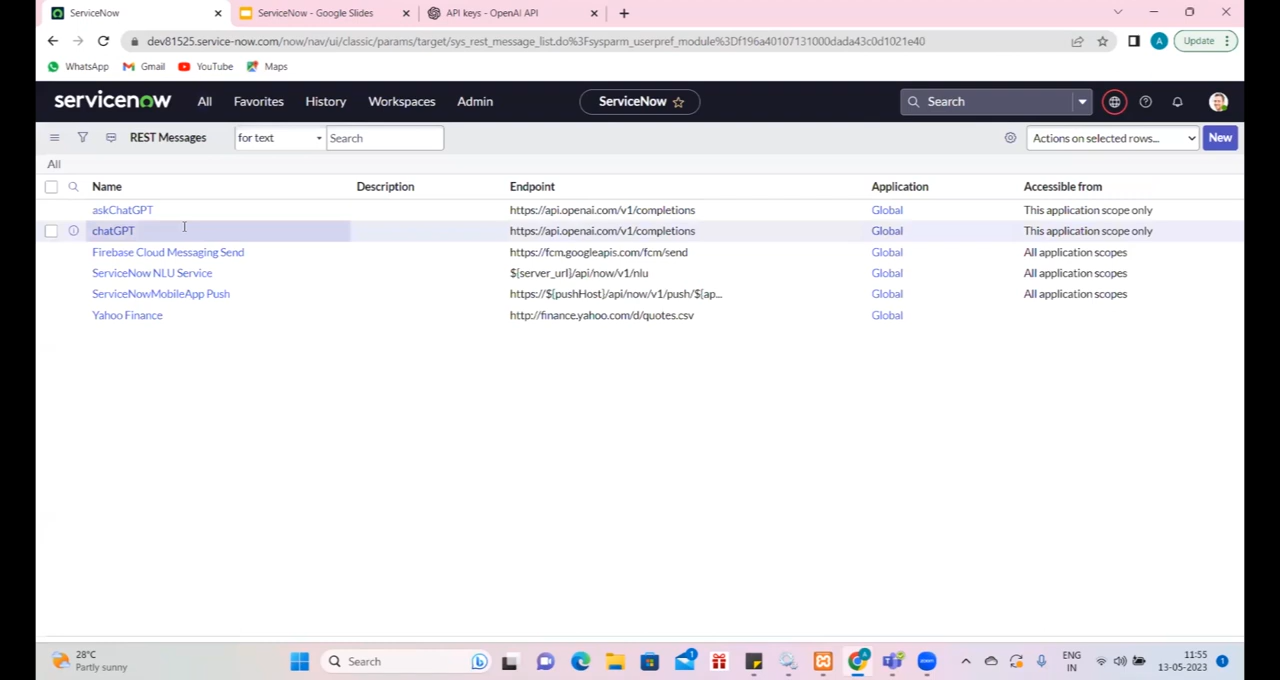 ServiceNow
ServiceNow - Google Slides
API keys - OpenAI API
dev81525.service-now.com/now/nav/ui/classic/params/target/sys_rest_message_list.do%3Fsysparm_userpref_module%3Df196a40107131000dada43c0d1021e40
A
Update
WhatsApp
Gmail
YouTube
Maps
servicenow
All
Favorites
History
Workspaces
Admin
ServiceNow
Search
REST Messages
for text
Search
Actions on selected rows...
New
All
Name Description Endpoint Application Accessible from
askChatGPT https://api.openai.com/v1/completions Global This application scope only
chatGPT https://api.openai.com/v1/completions Global This application scope only
Firebase Cloud Messaging Send https://fcm.googleapis.com/fcm/send Global All application scopes
ServiceNow NLU Service ${server_url}/api/now/v1/nlu Global All application scopes
ServiceNowMobileApp Push https://${pushHost}/api/now/v1/push/${ap... Global All application scopes
Yahoo Finance http://finance.yahoo.com/d/quotes.csv Global
28°C
Partly sunny
Search
1
ENG
IN
11:55
13-05-2023
1